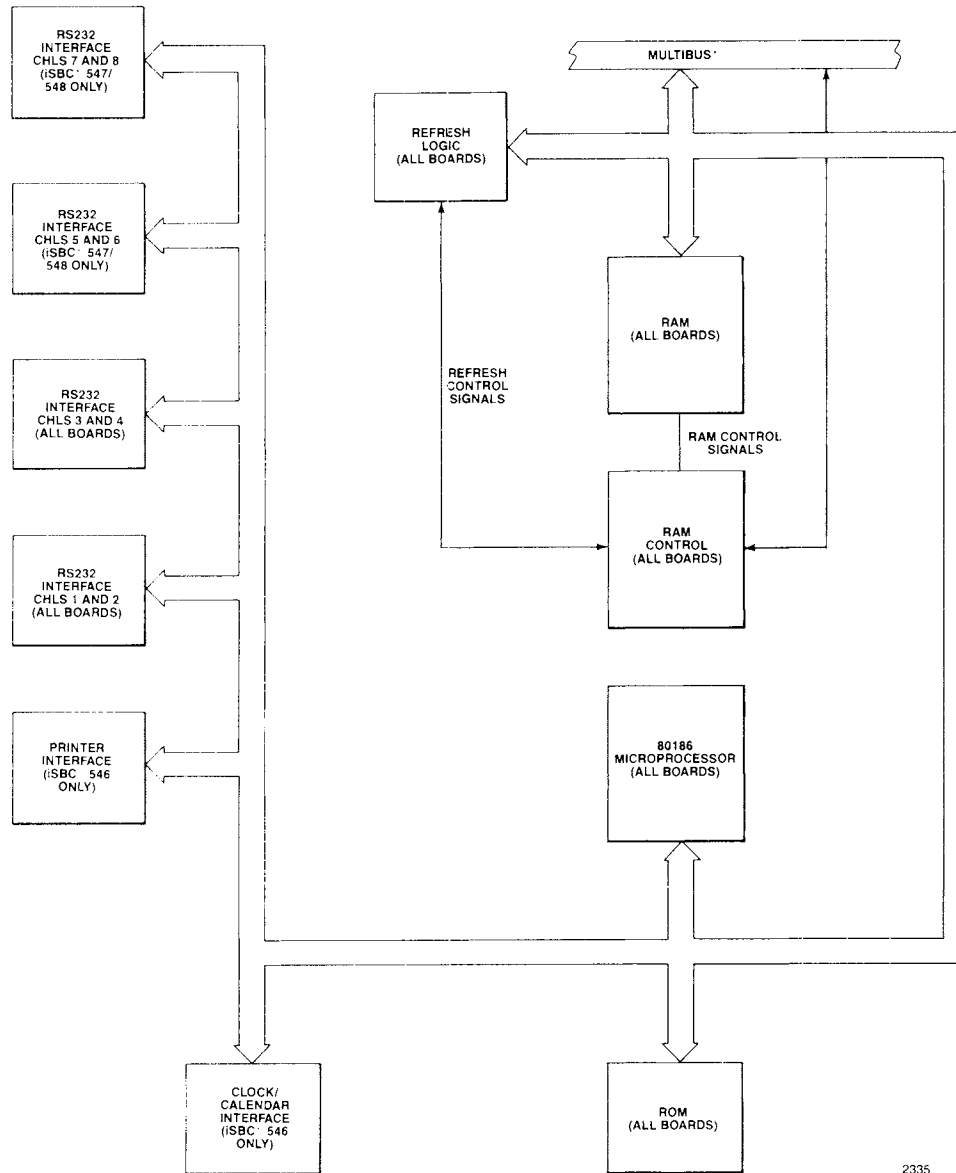 RS232
INTERFACE
CHLS 7 AND 8
(iSBC· 547/
548 ONLY)
MULTIBUS·
REFRESH
LOGIC
(ALL BOARDS)
RS232
INTERFACE
CHLS 5 AND 6
(iSBC· 547/
548 ONLY)
RAM
(ALL BOARDS)
RS232
INTERFACE
CHLS 3 AND 4
(ALL BOARDS)
REFRESH
CONTROL
SIGNALS
RAM CONTROL
SIGNALS
RAM
CONTROL
(ALL BOARDS)
RS232
INTERFACE
CHLS 1 AND 2
(ALL BOARDS)
PRINTER
INTERFACE
(iSBC· 546
ONLY)
80186
MICROPROCESSOR
(ALL BOARDS)
CLOCK/
CALENDAR
INTERFACE
(iSBC· 546
ONLY)
ROM
(ALL BOARDS)
2335